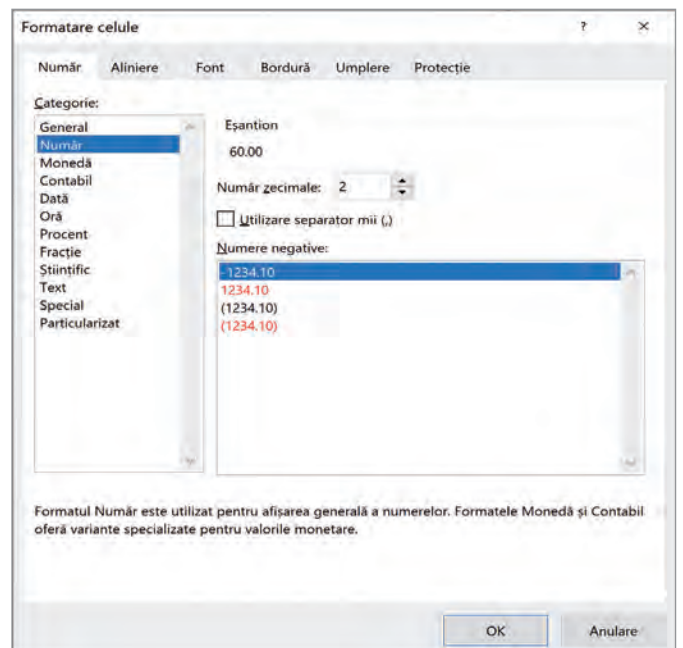 Formatare celule ? ×
Număr Aliniere Font Bordură Umplere Protecție
Categorie:
General
Număr
Monedă
Contabil
Dată
Oră
Procent
Fracție
Științific
Text
Special
Particularizat
Eșantion
60.00
Număr zecimale: 2
Utilizare separator mii (,)
Numere negative:
-1234.10
1234.10
(1234.10)
(1234.10)
Formatul Număr este utilizat pentru afișarea generală a numerelor. Formatele Monedă și Contabil
oferă variante specializate pentru valorile monetare.
OK Anulare